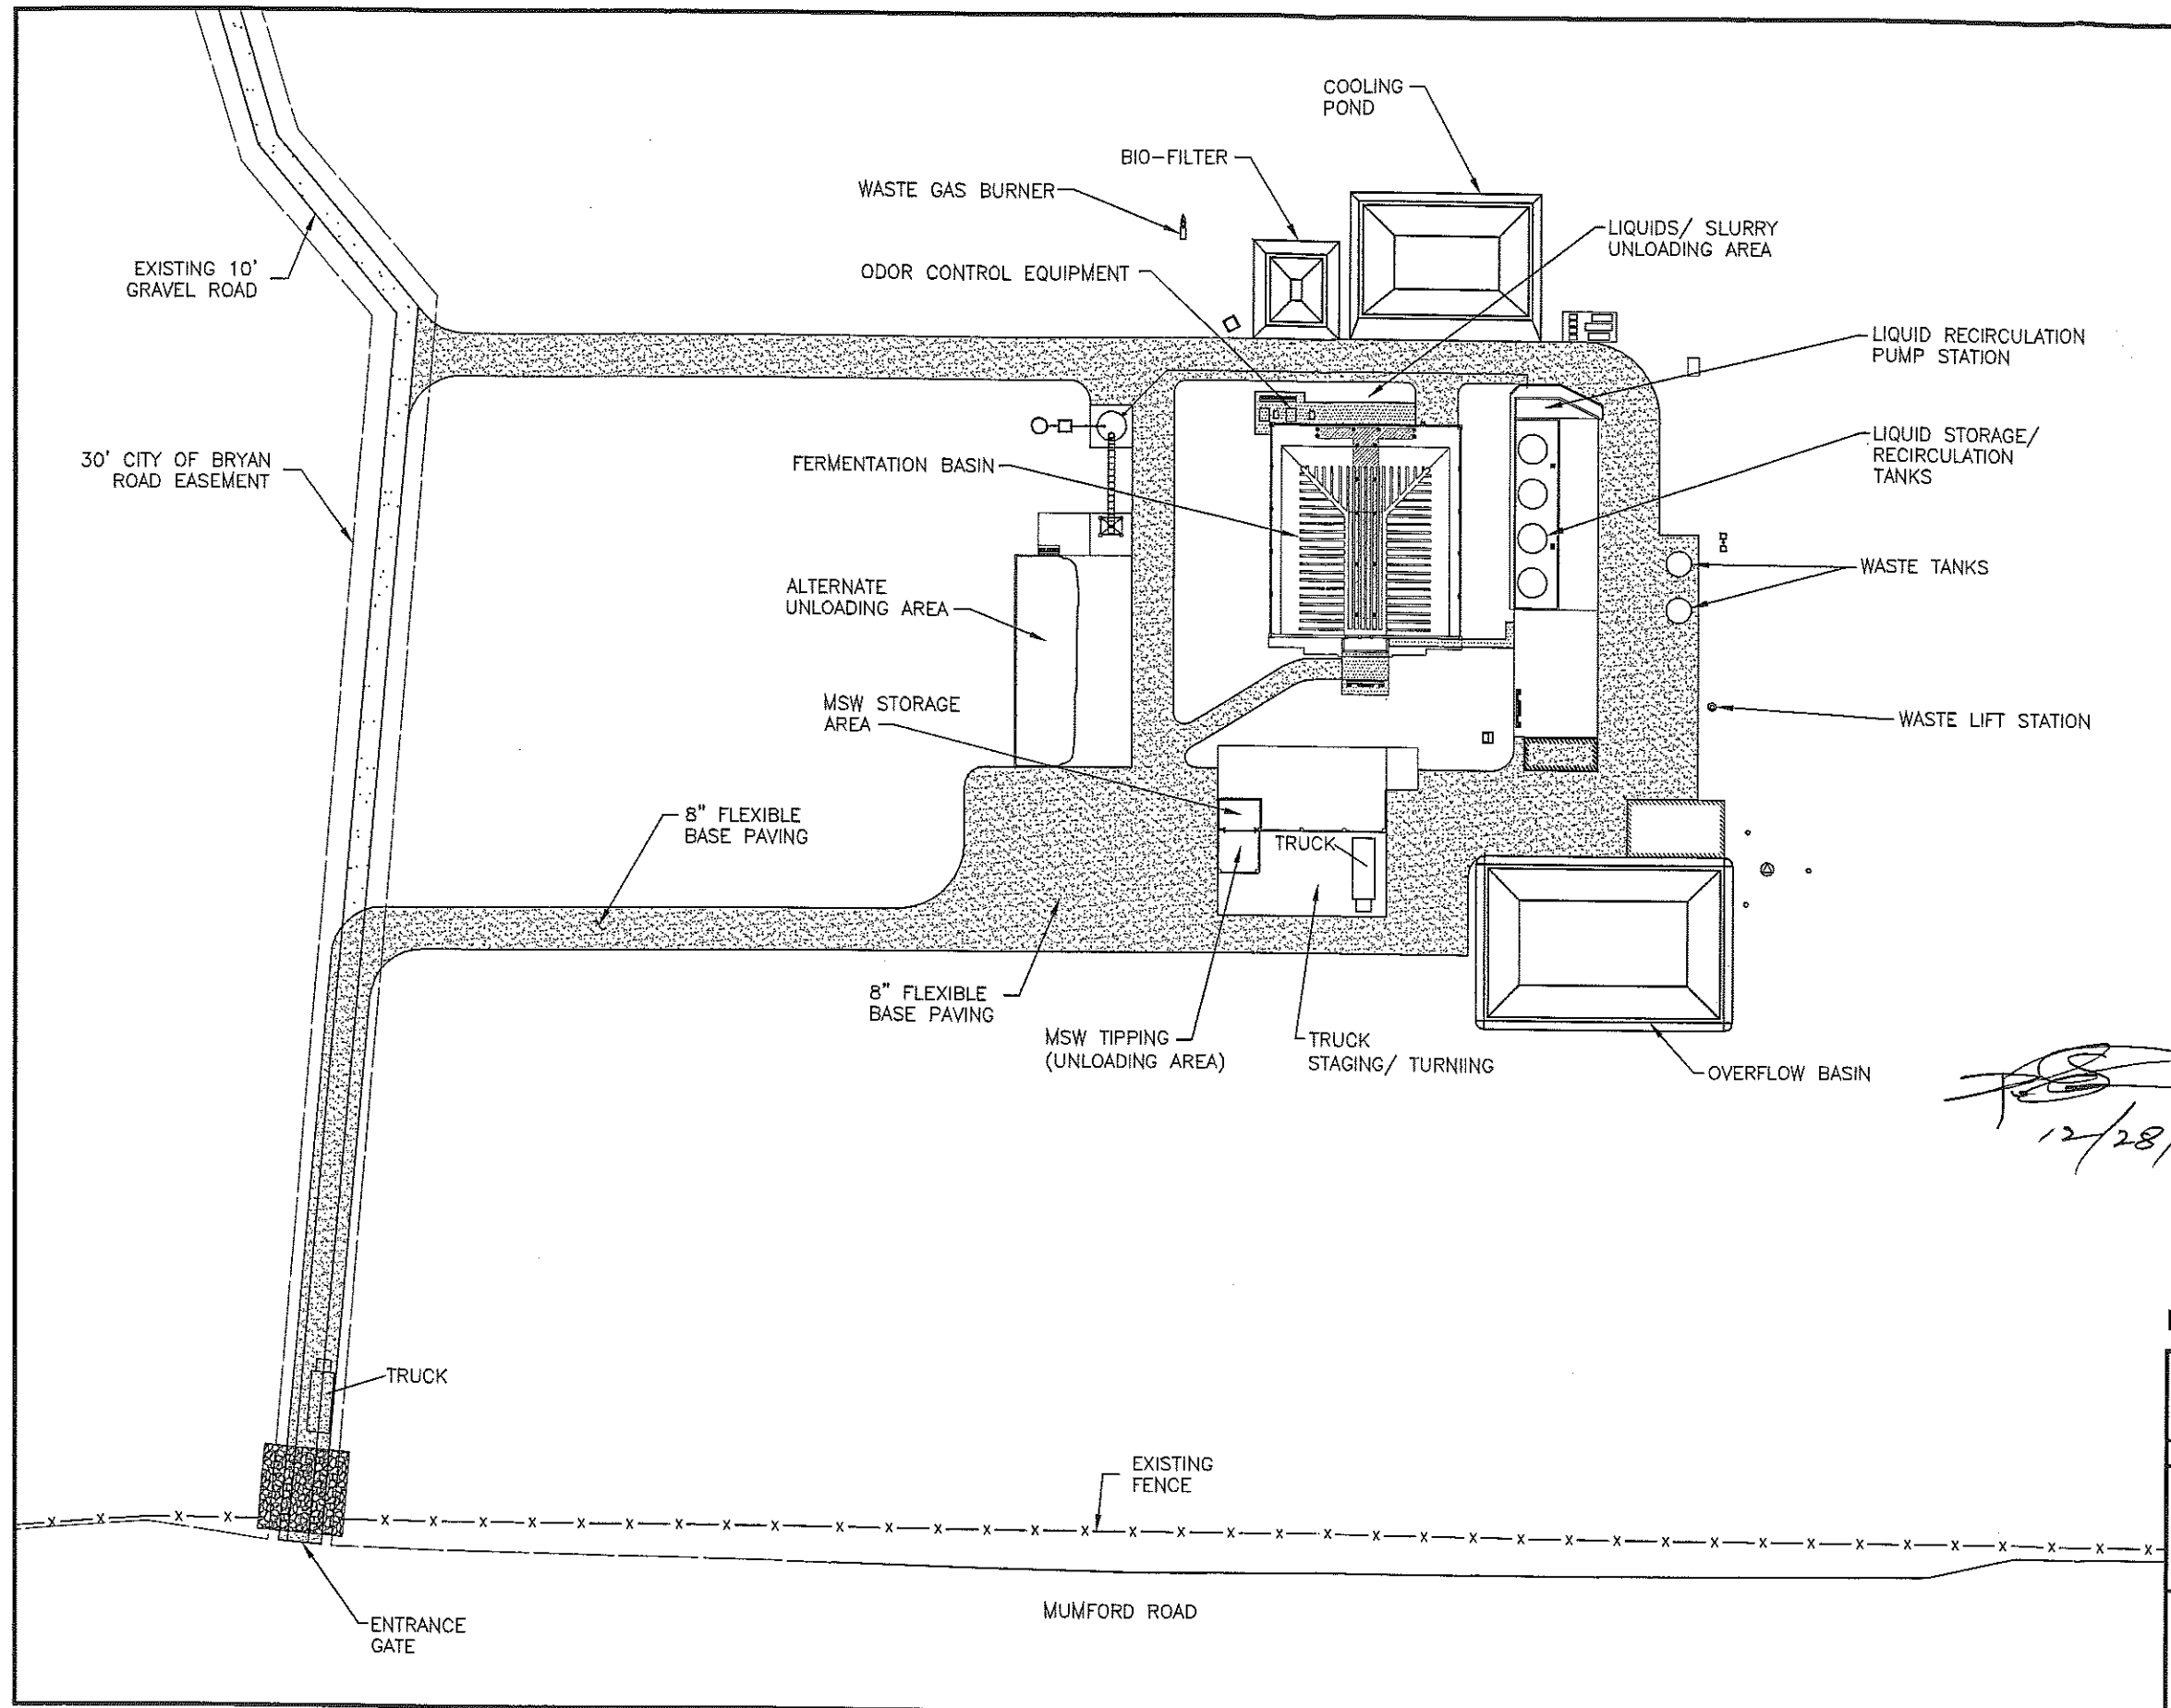 COOLING
POND
BIO-FILTER
WASTE GAS BURNER
LIQUIDS/ SLURRY
UNLOADING AREA
EXISTING 10'
GRAVEL ROAD
ODOR CONTROL EQUIPMENT
LIQUID RECIRCULATION
PUMP STATION
30' CITY OF BRYAN
ROAD EASEMENT
FERMENTATION BASIN
LIQUID STORAGE/
RECIRCULATION
TANKS
WASTE TANKS
ALTERNATE
UNLOADING AREA
MSW STORAGE
AREA
WASTE LIFT STATION
8" FLEXIBLE
BASE PAVING
TRUCK
8" FLEXIBLE
BASE PAVING
MSW TIPPING
(UNLOADING AREA)
TRUCK
STAGING/ TURNIING
OVERFLOW BASIN
12/28/
TRUCK
EXISTING
FENCE
MUMFORD ROAD
ENTRANCE
GATE